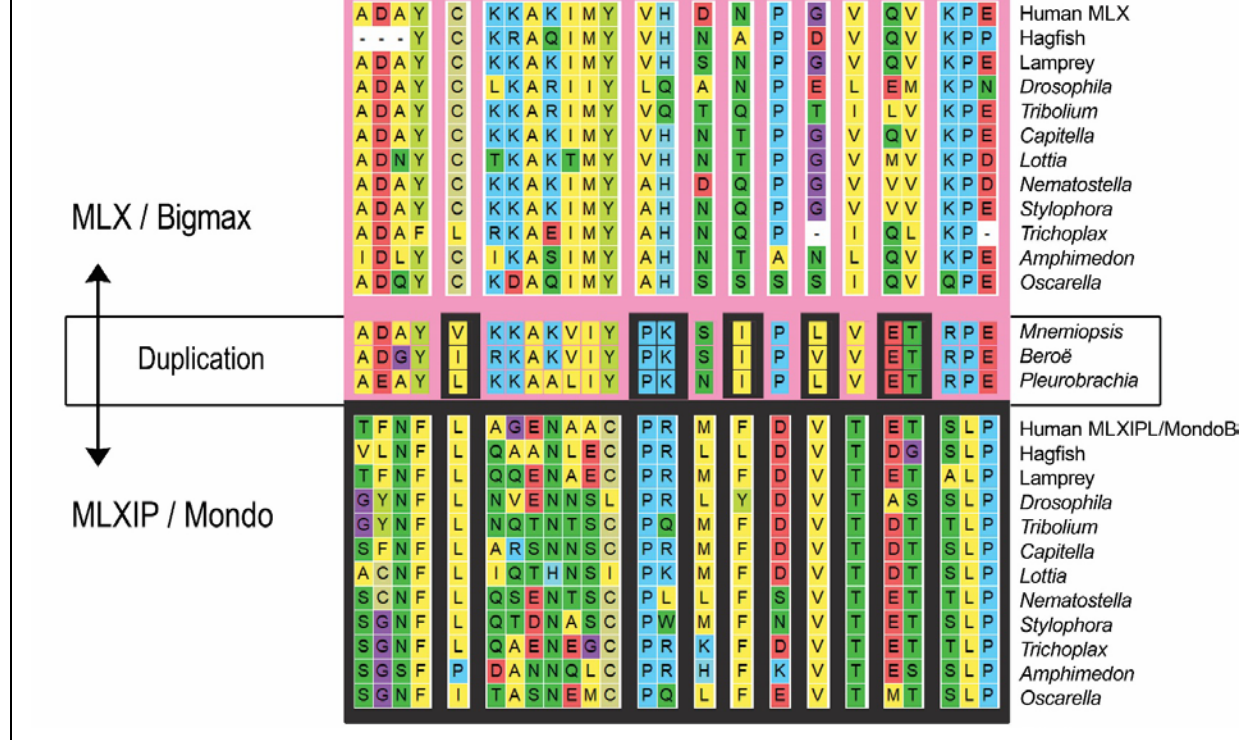 A D A Y C K K A K I M Y V H D N P G V Q V K P E Human MLX
- - - Y C K R A Q I M Y V H N A P D V Q V K P P Hagfish
A D A Y C K K A K I M Y V H S N P G V Q V K P E Lamprey
A D A Y C L K A R I I Y L Q A N P E L E M K P N Drosophila
A D A Y C K K A R I M Y V Q T Q P T I L V K P E Tribolium
A D A Y C K K A K I M Y V H N T P G V Q V K P E Capitella
A D N Y C T K A K T M Y V H N T P G V M V K P D Lottia
A D A Y C K K A K I M Y A H D Q P G V V V K P D Nematostella
A D A Y C K K A K I M Y A H N Q P G V V V K P E Stylophora
A D A F L R K A E I M Y A H N Q P - I Q L K P - Trichoplax
I D L Y C I K A S I M Y A H N T A N L Q V K P E Amphimedon
A D Q Y C K D A Q I M Y A H S S S S I Q V Q P E Oscarella
MLX / Bigmax
A D A Y V K K A K V I Y P K S I P L V E T R P E Mnemiopsis
A D G Y I R K A K V I Y P K S I P V V E T R P E Beroë
A E A Y L K K A A L I Y P K N I P L V E T R P E Pleurobrachia
Duplication
T F N F L A G E N A A C P R M F D V T E T S L P Human MLXIPL/MondoB
V L N F L Q A A N L E C P R L L D V T D G S L P Hagfish
T F N F L Q Q E N A E C P R M F D V T E T A L P Lamprey
G Y N F L N V E N N S L P R L Y D V T A S S L P Drosophila
G Y N F L N Q T N T S C P Q M F D V T D T T L P Tribolium
S F N F L A R S N N S C P R M F D V T D T S L P Capitella
A C N F L I Q T H N S I P K M F D V T D T S L P Lottia
S C N F L Q S E N T S C P L L F S V T E T T L P Nematostella
S G N F L Q T D N A S C P W M F N V T E T S L P Stylophora
S G N F L Q A E N E G C P R K F D V T E T T L P Trichoplax
S G S F P D A N N Q L C P R H F K V T E S S L P Amphimedon
S G N F I T A S N E M C P Q L F E V T M T S L P Oscarella
MLXIP / Mondo